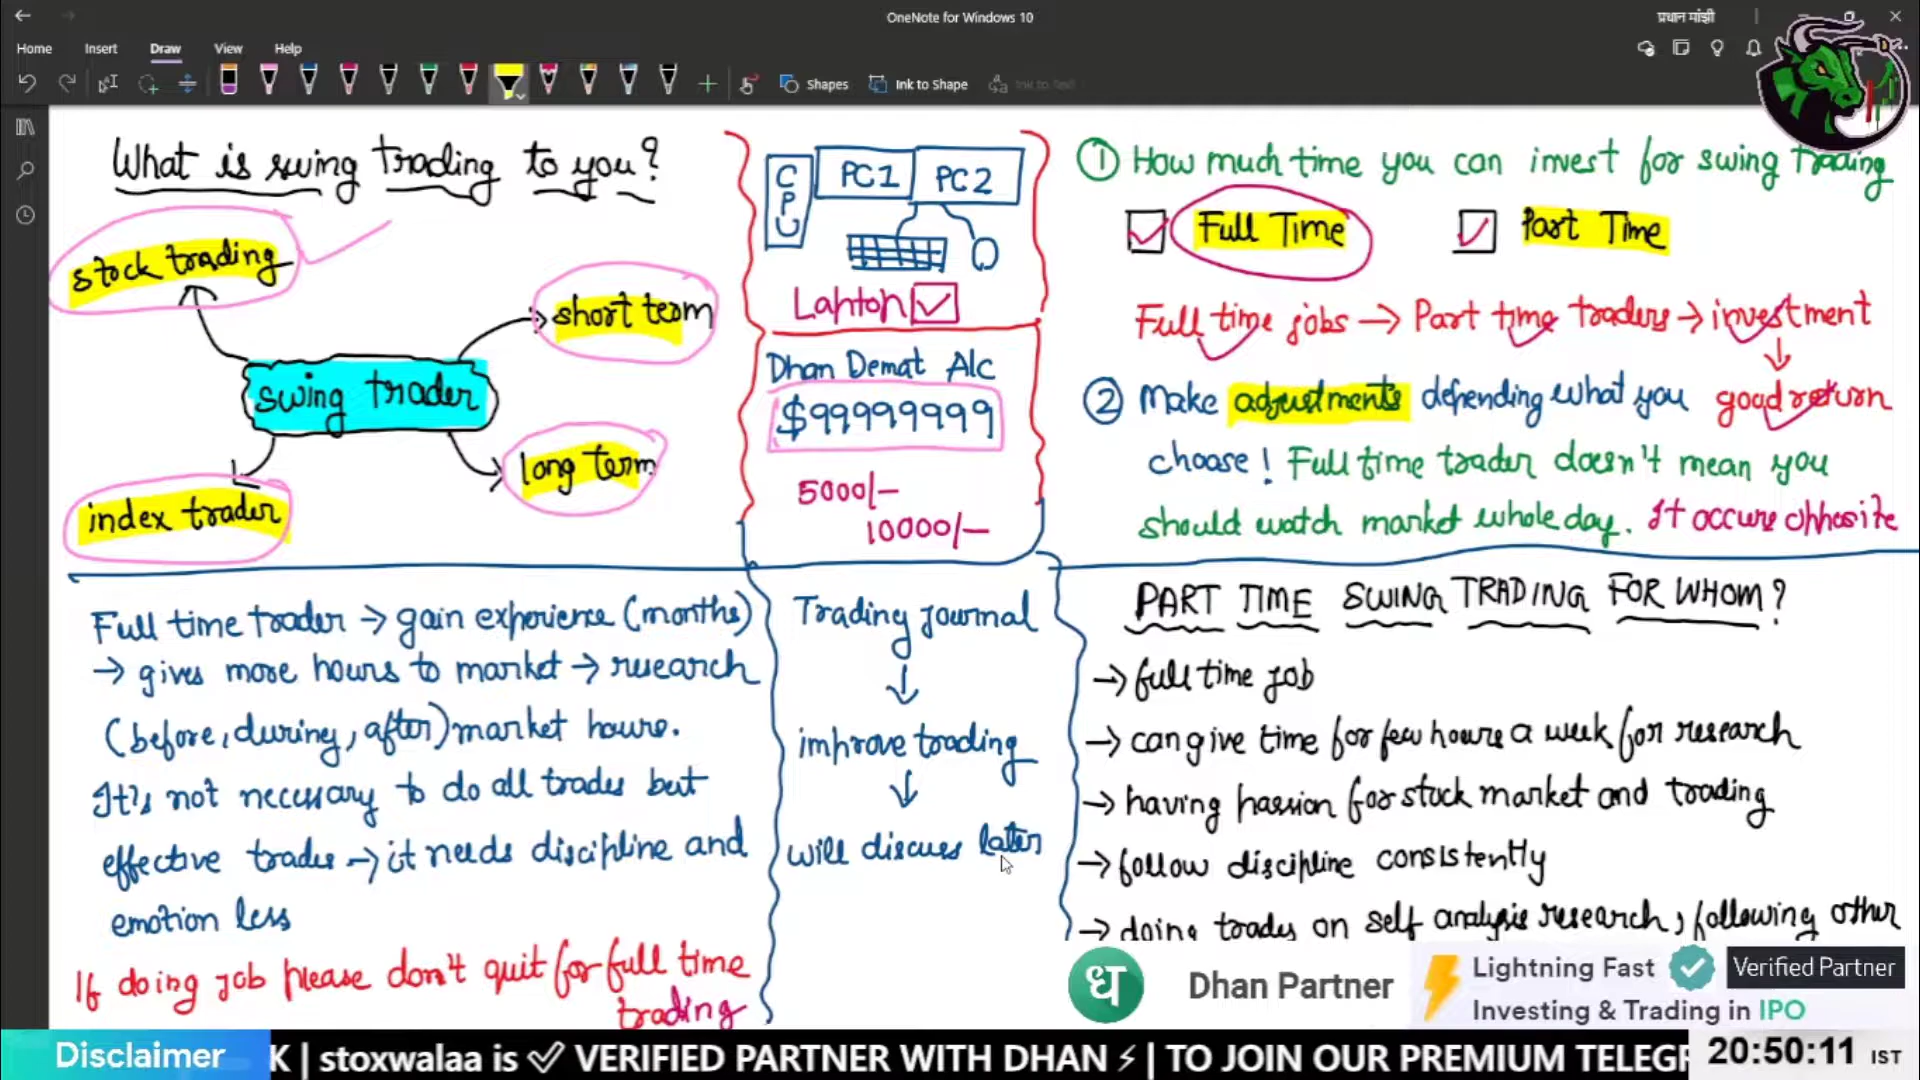 OneNote for Windows 10
प्रधान मांझी
Home Insert Draw View Help
Shapes
Ink to Shape
Ink to Text
What is swing trading to you?
stock trading
short term
swing trader
long term
index trader
CPU
PC1
PC2
Laptop
Dhan Demat A/c
$99999999
5000/-
10000/-
① How much time you can invest for swing trading
Full Time
Part Time
Full time jobs → Part time traders → investment
↓
good return
② Make adjustments depending what you
choose! Full time trader doesn't mean you
should watch market whole day. It occurs opposite
Full time trader → gain experience (months)
→ gives more hours to market → research
(before, during, after) market hours.
It's not necessary to do all trades but
effective trades → it needs discipline and
emotion less
If doing job please don't quit for full time
trading
Trading journal
↓
improve trading
↓
will discuss later
PART TIME SWING TRADING FOR WHOM?
→ full time job
→ can give time for few hours a week for research
→ having passion for stock market and trading
→ follow discipline consistently
→ doing trades on self analysis research, following other
ध
Dhan Partner
Lightning Fast
Investing & Trading in IPO
Verified Partner
Disclaimer
K | stoxwalaa is ✓ VERIFIED PARTNER WITH DHAN ⚡ | TO JOIN OUR PREMIUM TELEGR
20:50:11 IST